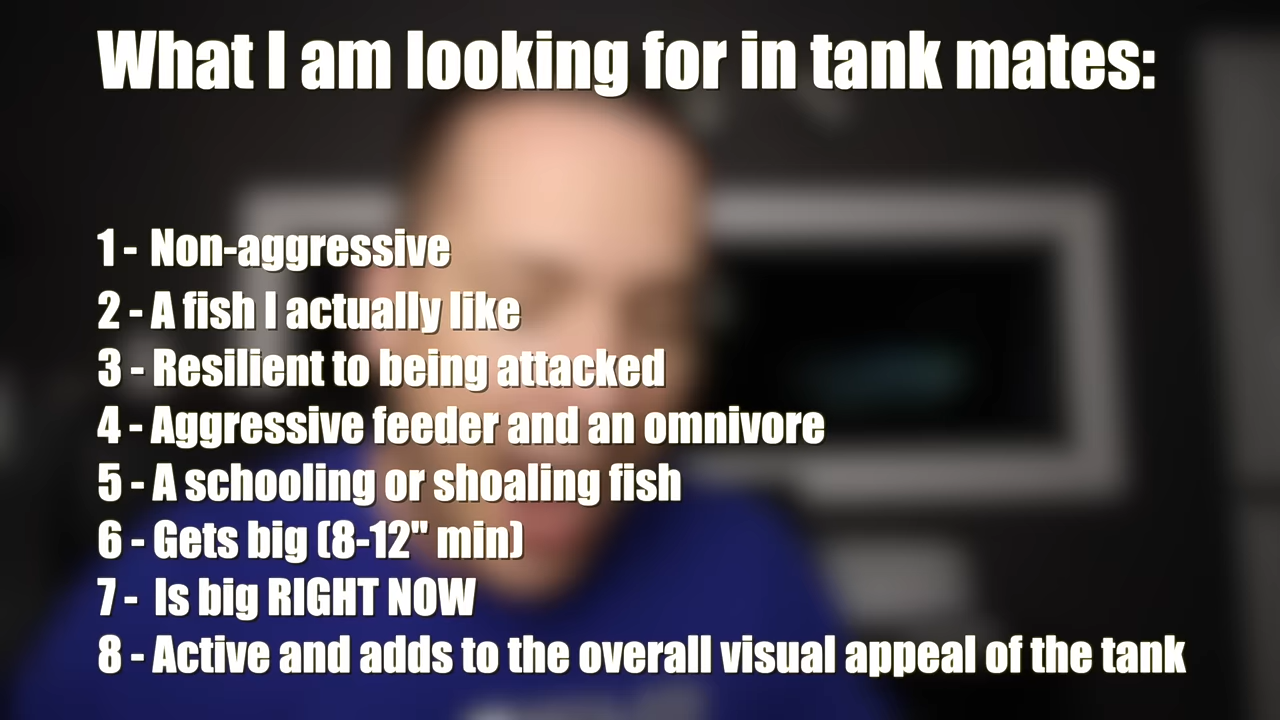 What I am looking for in tank mates:
1 - Non-aggressive
2 - A fish I actually like
3 - Resilient to being attacked
4 - Aggressive feeder and an omnivore
5 - A schooling or shoaling fish
6 - Gets big (8-12" min)
7 - Is big RIGHT NOW
8 - Active and adds to the overall visual appeal of the tank